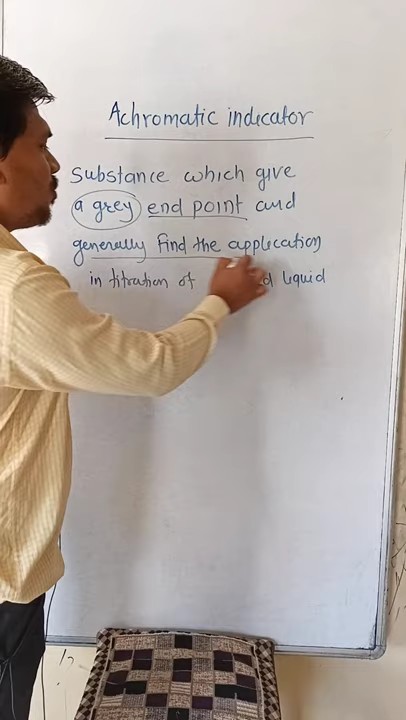 Achromatic indicator
Substance which give
a grey end point and
generally find the application
in titration of liquid